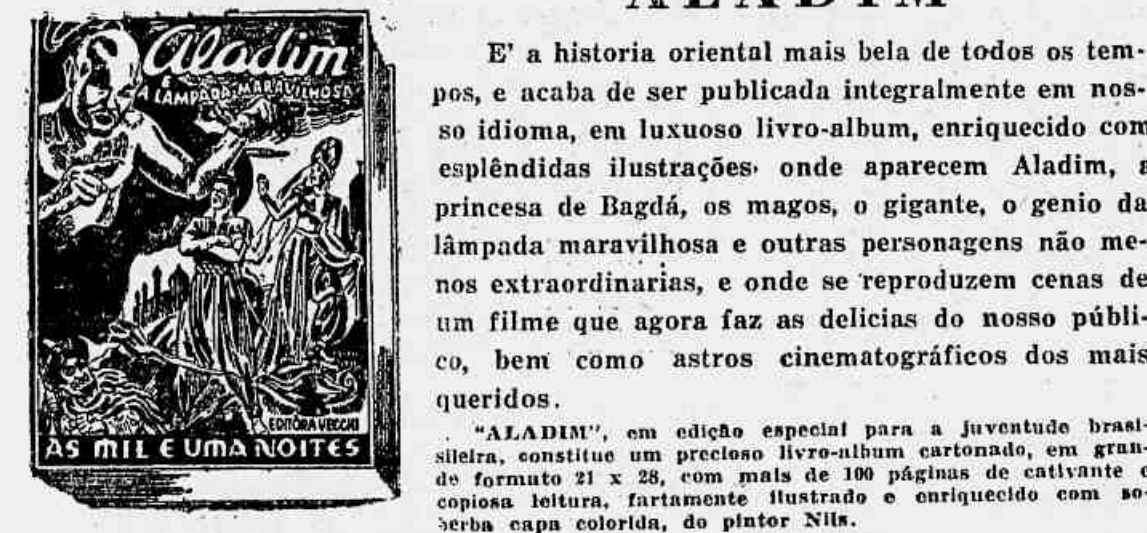 ALADIM
Aladim
E
A LÂMPADA MARAVILHOSA
EDITÔRA VECCHI
AS MIL E UMA NOITES
E' a historia oriental mais bela de todos os tem-
pos, e acaba de ser publicada integralmente em nos-
so idioma, em luxuoso livro-album, enriquecido com
esplêndidas ilustrações, onde aparecem Aladim, a
princesa de Bagdá, os magos, o gigante, o genio da
lâmpada maravilhosa e outras personagens não me-
nos extraordinarias, e onde se reproduzem cenas de
um filme que agora faz as delicias do nosso públi-
co, bem como astros cinematográficos dos mais
queridos.
"ALADIM", em edição especial para a juventude brasi-
sileira, constitue um precioso livro-album cartonado, em gran-
de formato 21 x 28, com mais de 100 páginas de cativante e
copiosa leitura, fartamente ilustrado e enriquecido com so-
berba capa colorida, do pintor Nils.